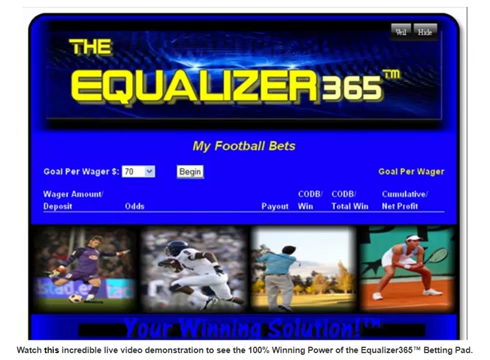 Veil Hide
THE
EQUALIZER365™
My Football Bets
Goal Per Wager $: 70 Begin Goal Per Wager
Wager Amount/ CODB/ CODB/ Cumulative/
Deposit Odds Payout Win Total Win Net Profit
Your Winning Solution!™
Watch this incredible live video demonstration to see the 100% Winning Power of the Equalizer365™ Betting Pad.